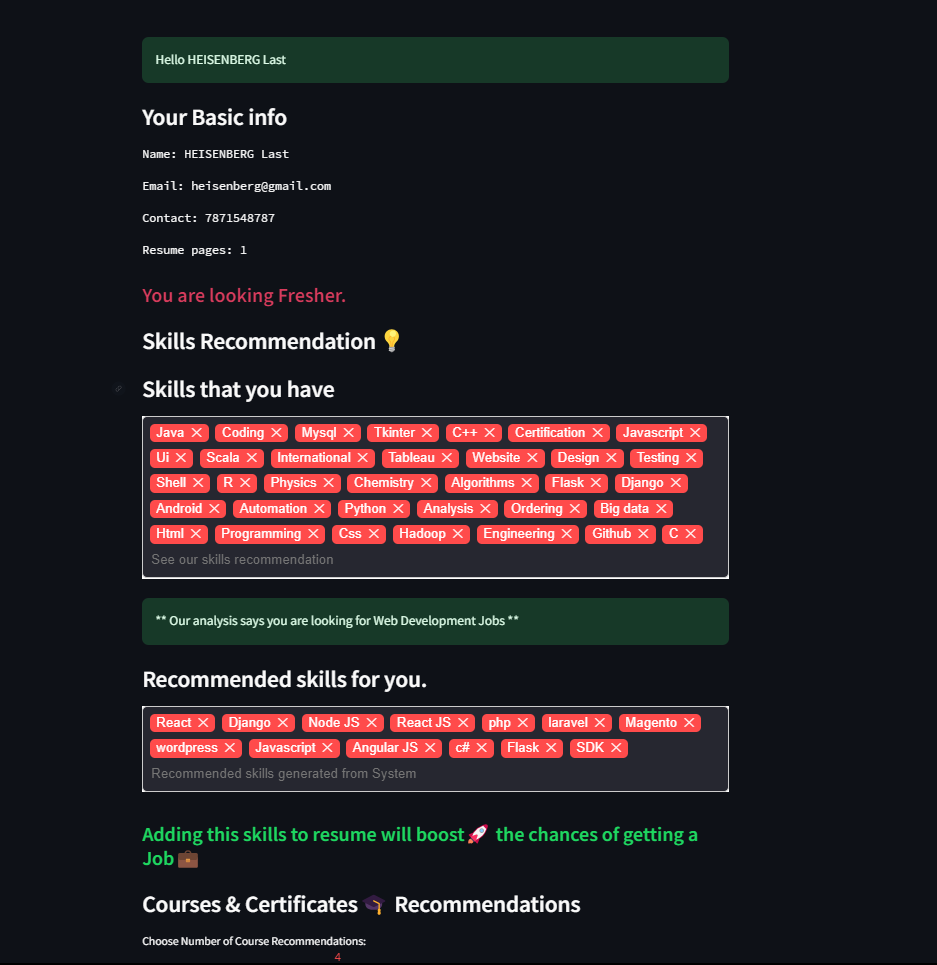 Hello HEISENBERG Last
Your Basic info
Name: HEISENBERG Last
Email: heisenberg@gmail.com
Contact: 7871548787
Resume pages: 1
You are looking Fresher.
Skills Recommendation 💡
Skills that you have
Java × Coding × Mysql × Tkinter × C++ × Certification × Javascript ×
Ui × Scala × International × Tableau × Website × Design × Testing ×
Shell × R × Physics × Chemistry × Algorithms × Flask × Django ×
Android × Automation × Python × Analysis × Ordering × Big data ×
Html × Programming × Css × Hadoop × Engineering × Github × C ×
See our skills recommendation
** Our analysis says you are looking for Web Development Jobs **
Recommended skills for you.
React × Django × Node JS × React JS × php × laravel × Magento ×
wordpress × Javascript × Angular JS × c# × Flask × SDK ×
Recommended skills generated from System
Adding this skills to resume will boost🚀 the chances of getting a
Job💼
Courses & Certificates🎓 Recommendations
Choose Number of Course Recommendations:
4